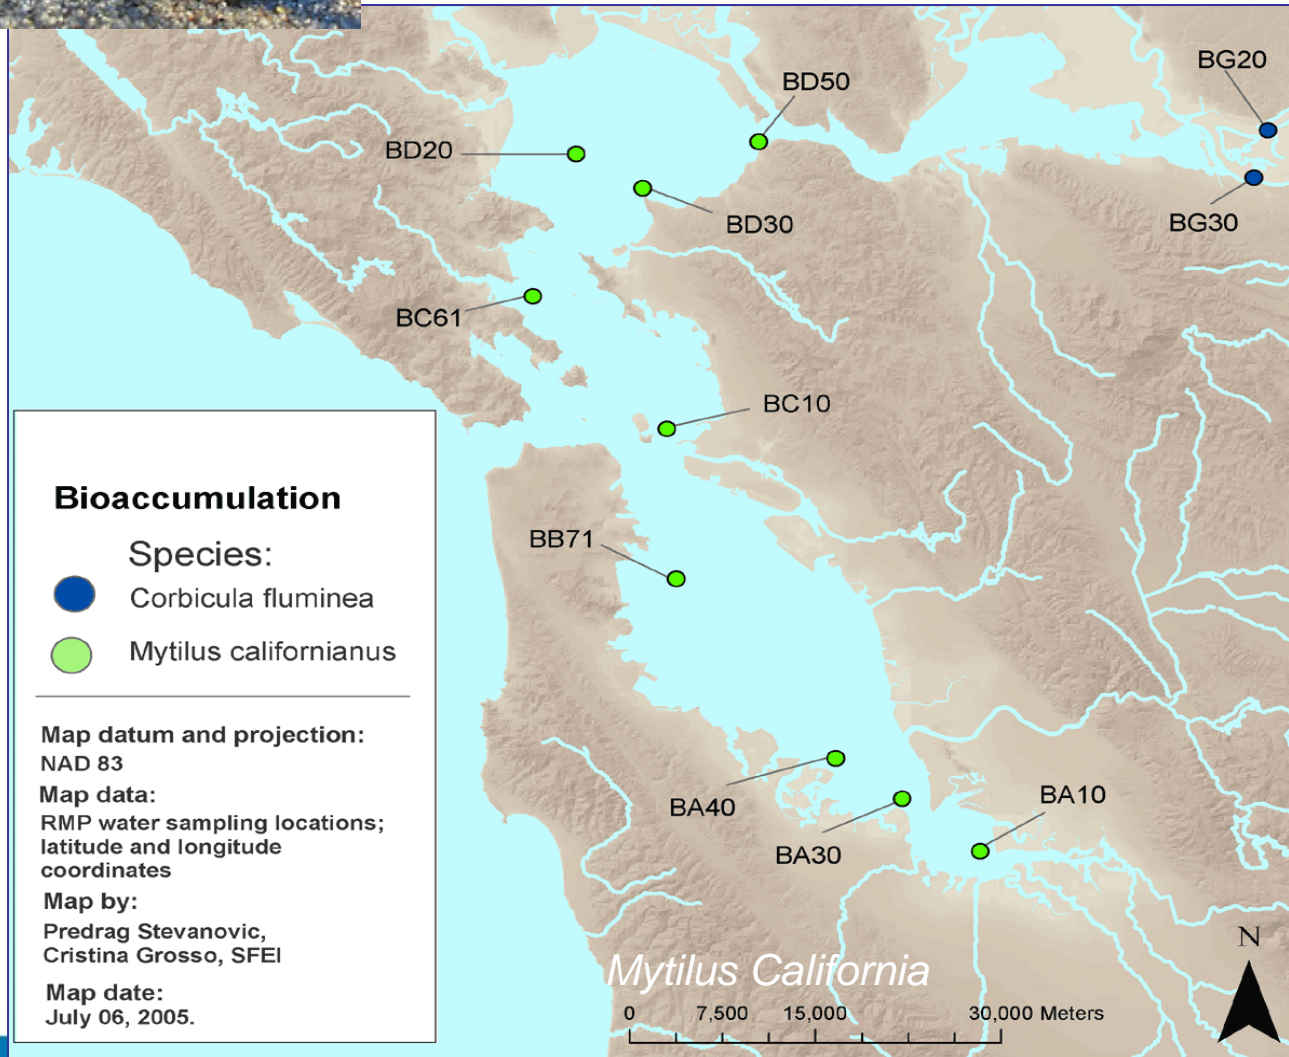 BG20
BD50
BD20
BD30
BG30
BC61
BC10
BB71
BA40
BA10
BA30
Bioaccumulation
Species:
Corbicula fluminea
Mytilus californianus
Map datum and projection:
NAD 83
Map data:
RMP water sampling locations;
latitude and longitude
coordinates
Map by:
Predrag Stevanovic,
Cristina Grosso, SFEI
Map date:
July 06, 2005.
N
Mytilus California
0 7,500 15,000 30,000 Meters